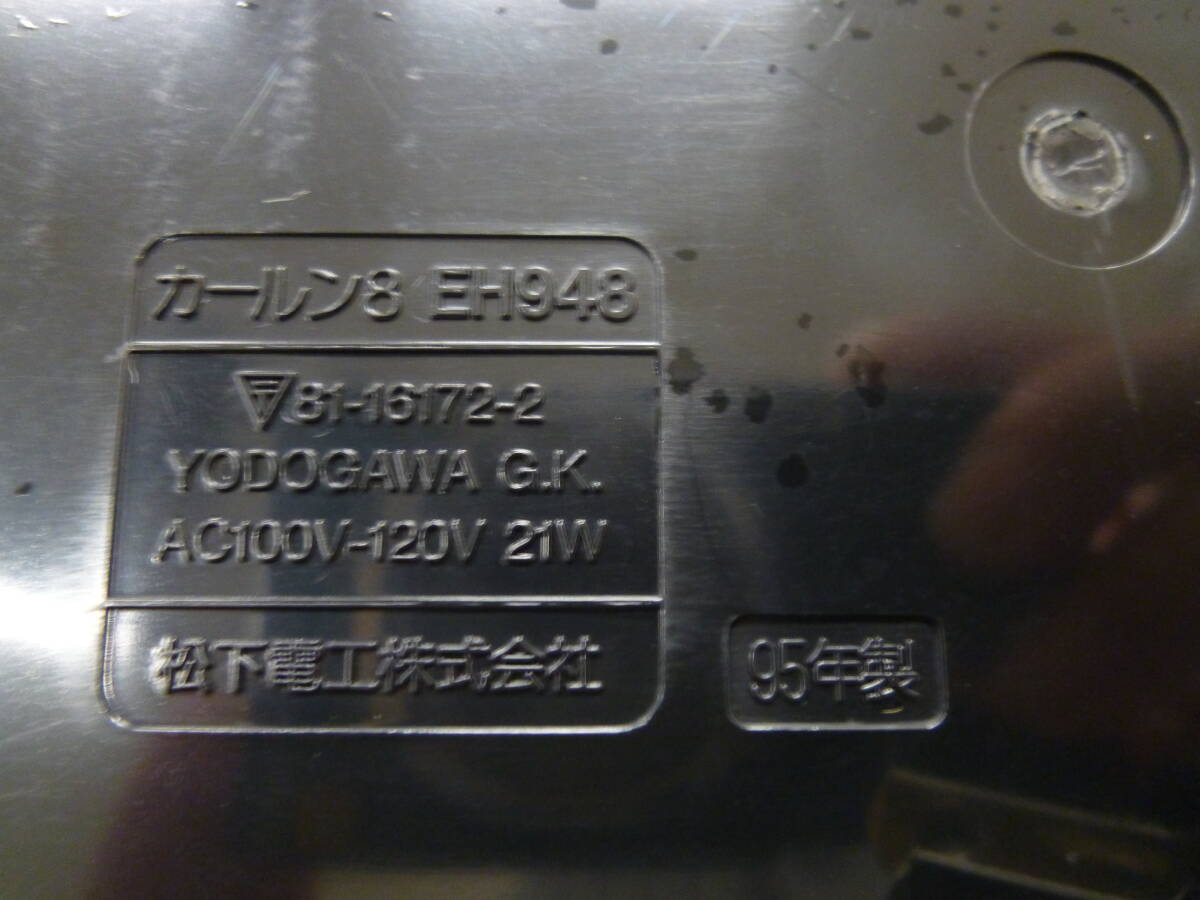 カールン8 EH948
81-16172-2
YODOGAWA G.K.
AC100V-120V 21W
松下電工株式会社
95年製